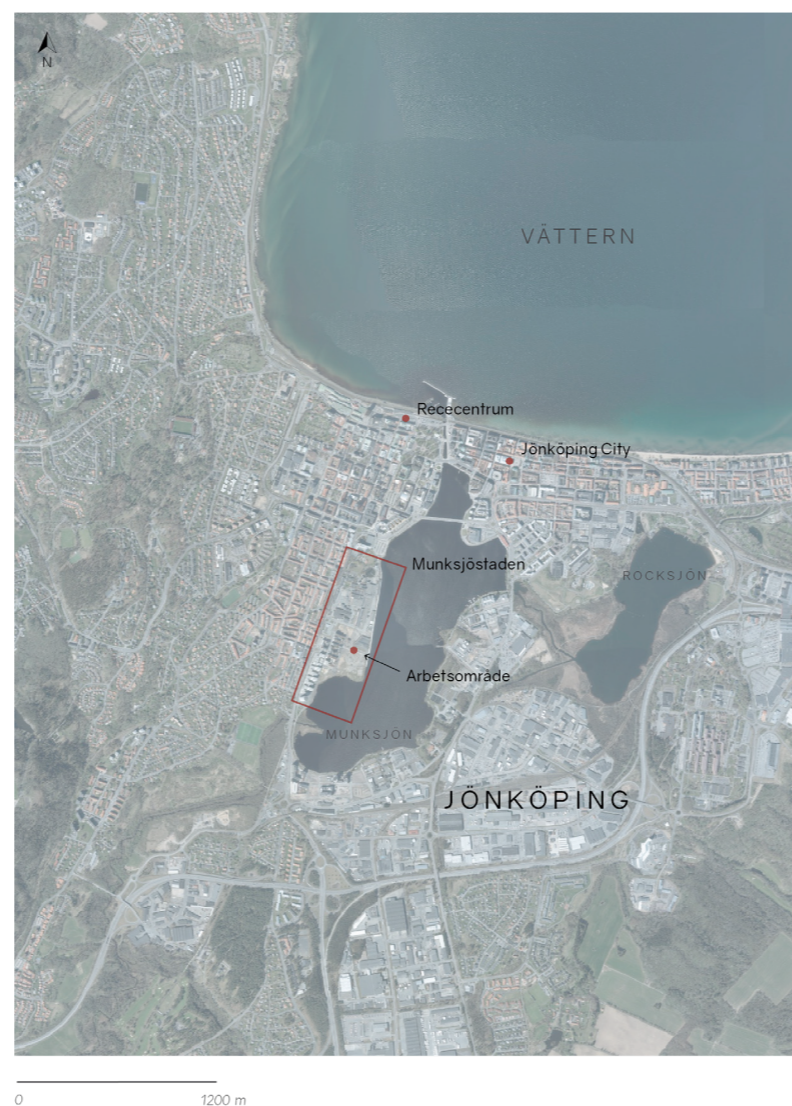 N
VÄTTERN
Rececentrum
Jönköping City
Munksjöstaden
ROCKSJÖN
Arbetsområde
MUNKSJÖN
JÖNKÖPING
0 1200 m